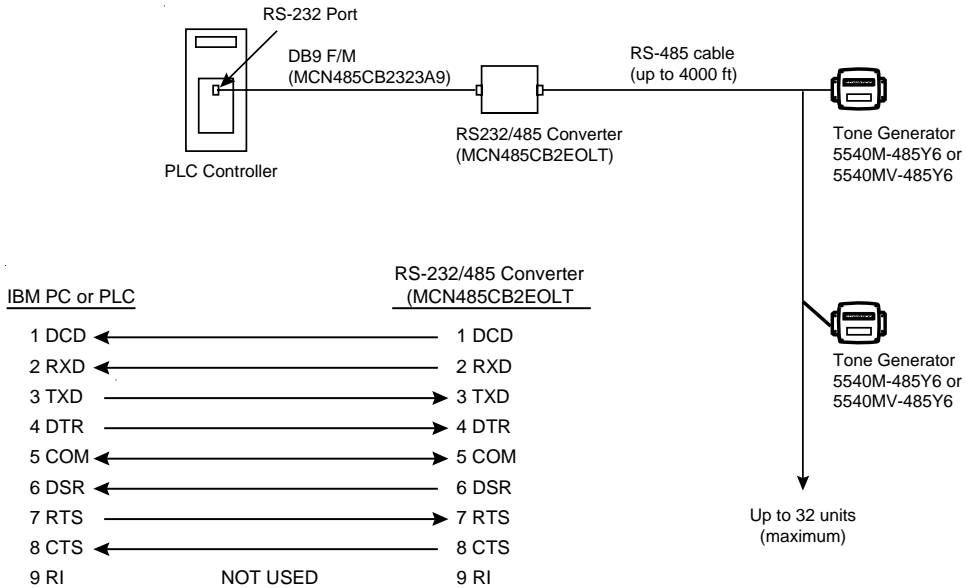 RS-232 Port
DB9 F/M
(MCN485CB2323A9)
RS-485 cable
(up to 4000 ft)
RS232/485 Converter
(MCN485CB2EOLT)
PLC Controller
Tone Generator
5540M-485Y6 or
5540MV-485Y6
IBM PC or PLC
RS-232/485 Converter
(MCN485CB2EOLT
1 DCD 1 DCD
2 RXD 2 RXD
3 TXD 3 TXD
4 DTR 4 DTR
5 COM 5 COM
6 DSR 6 DSR
7 RTS 7 RTS
8 CTS 8 CTS
9 RI NOT USED 9 RI
Tone Generator
5540M-485Y6 or
5540MV-485Y6
Up to 32 units
(maximum)